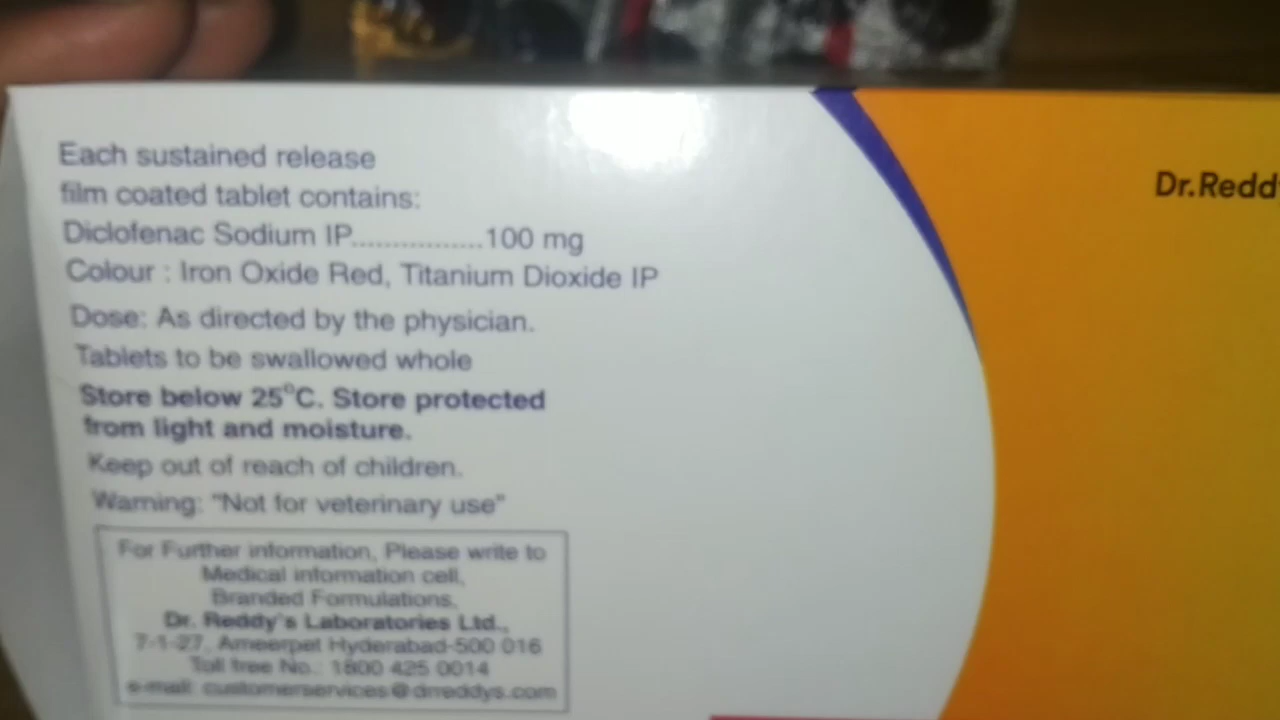 Each sustained release
film coated tablet contains:
Diclofenac Sodium IP................100 mg
Colour : Iron Oxide Red, Titanium Dioxide IP
Dose: As directed by the physician.
Tablets to be swallowed whole
Store below 25°C. Store protected
from light and moisture.
Keep out of reach of children.
Warning: "Not for veterinary use"
For Further information, Please write to
Medical information cell,
Branded Formulations,
Dr. Reddy's Laboratories Ltd.,
7-1-27, Ameerpet Hyderabad-500 016
Toll free No.: 1800 425 0014
e-mail: customerservices@drreddys.com
Dr.Redd